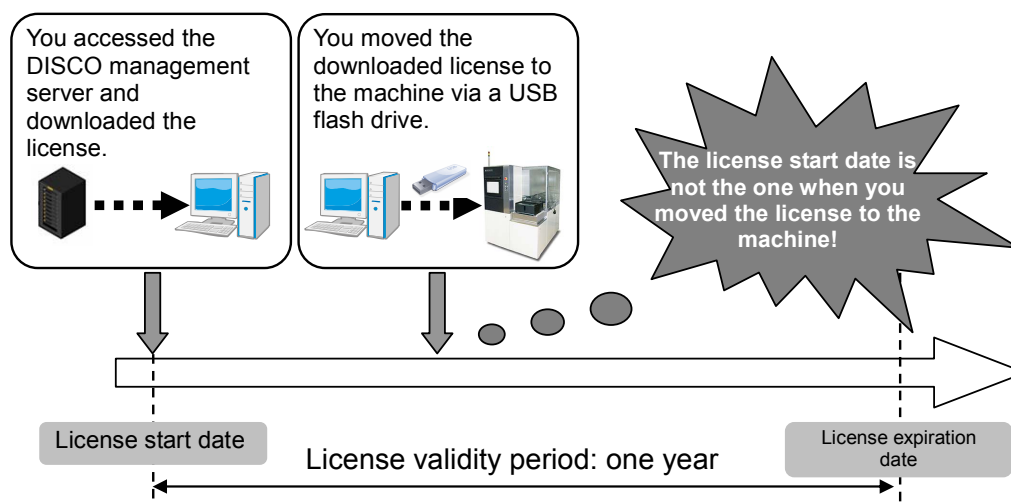 You accessed the
DISCO management
server and
downloaded the
license.
You moved the
downloaded license to
the machine via a USB
flash drive.
The license start date is
not the one when you
moved the license to the
machine!
License start date
License expiration
date
License validity period: one year